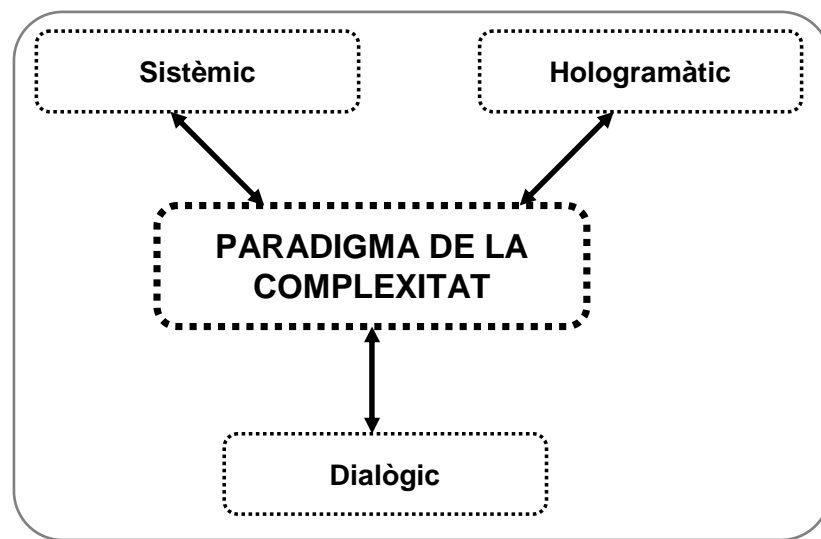 Sistèmic
Hologramàtic
PARADIGMA DE LA
COMPLEXITAT
Dialògic